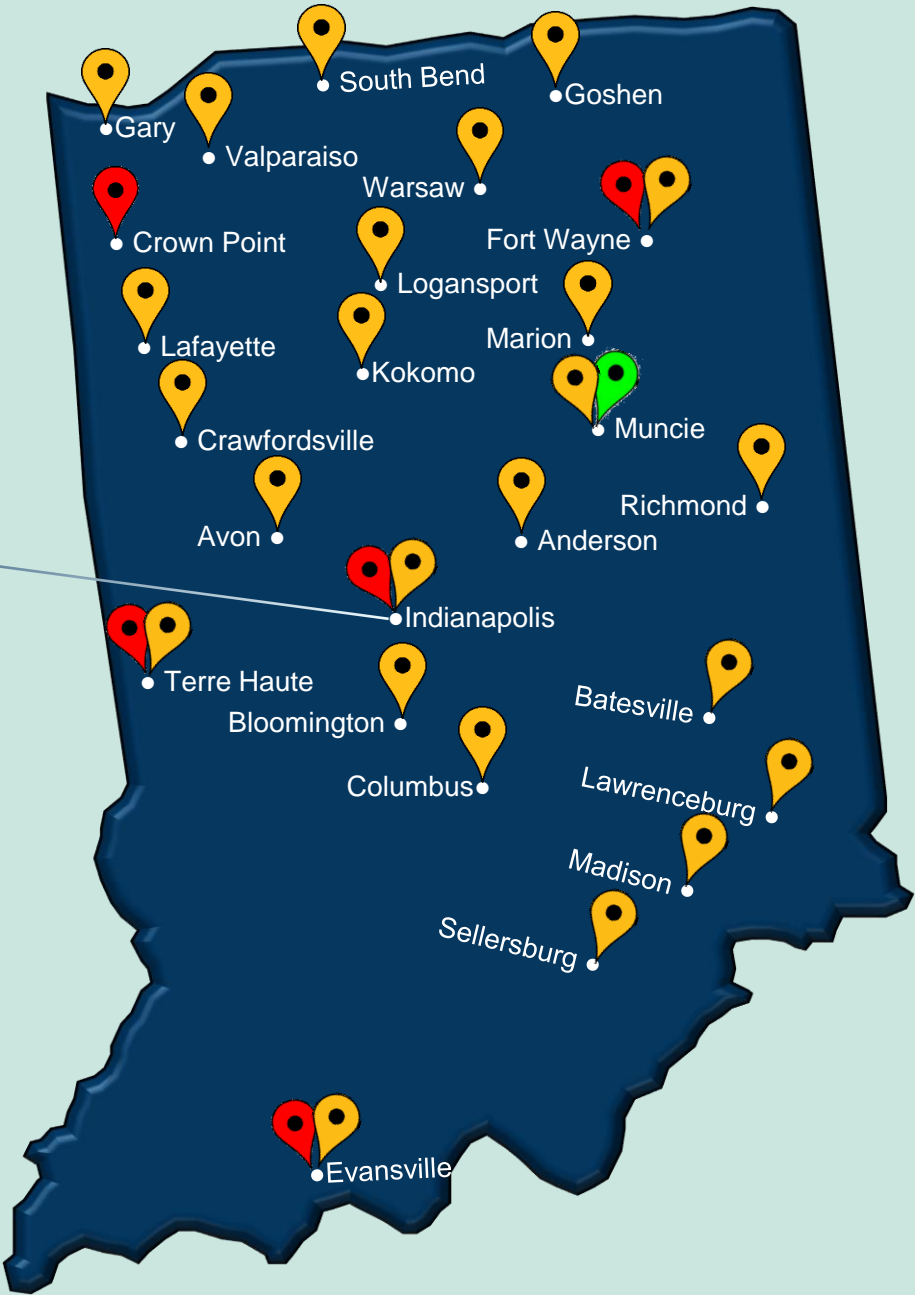 South Bend
Goshen
Gary
Valparaiso
Warsaw
Crown Point
Fort Wayne
Logansport
Marion
Lafayette
Kokomo
Muncie
Crawfordsville
Richmond
Avon
Anderson
Indianapolis
Terre Haute
Batesville
Bloomington
Columbus
Lawrenceburg
Madison
Sellersburg
Evansville